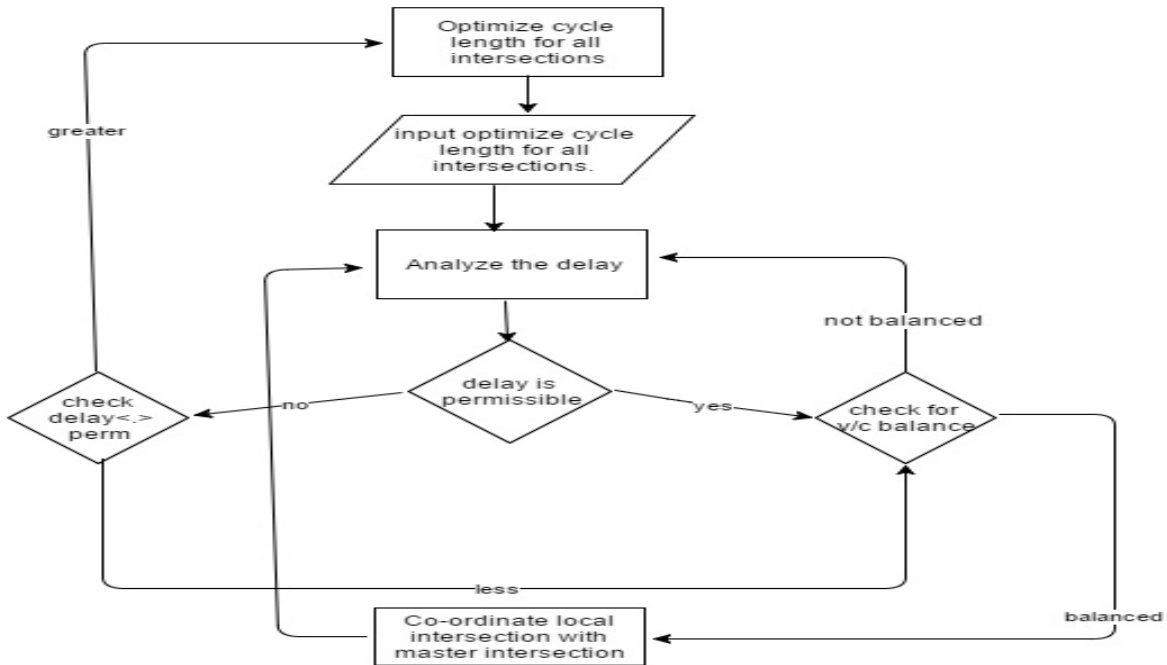 Optimize cycle
length for all
intersections
greater
input optimize cycle
length for all
intersections.
Analyze the delay
not balanced
delay is
permissible
check
delay<.>
perm
no
yes
check for
v/c balance
less
balanced
Co-ordinate local
intersection with
master intersection